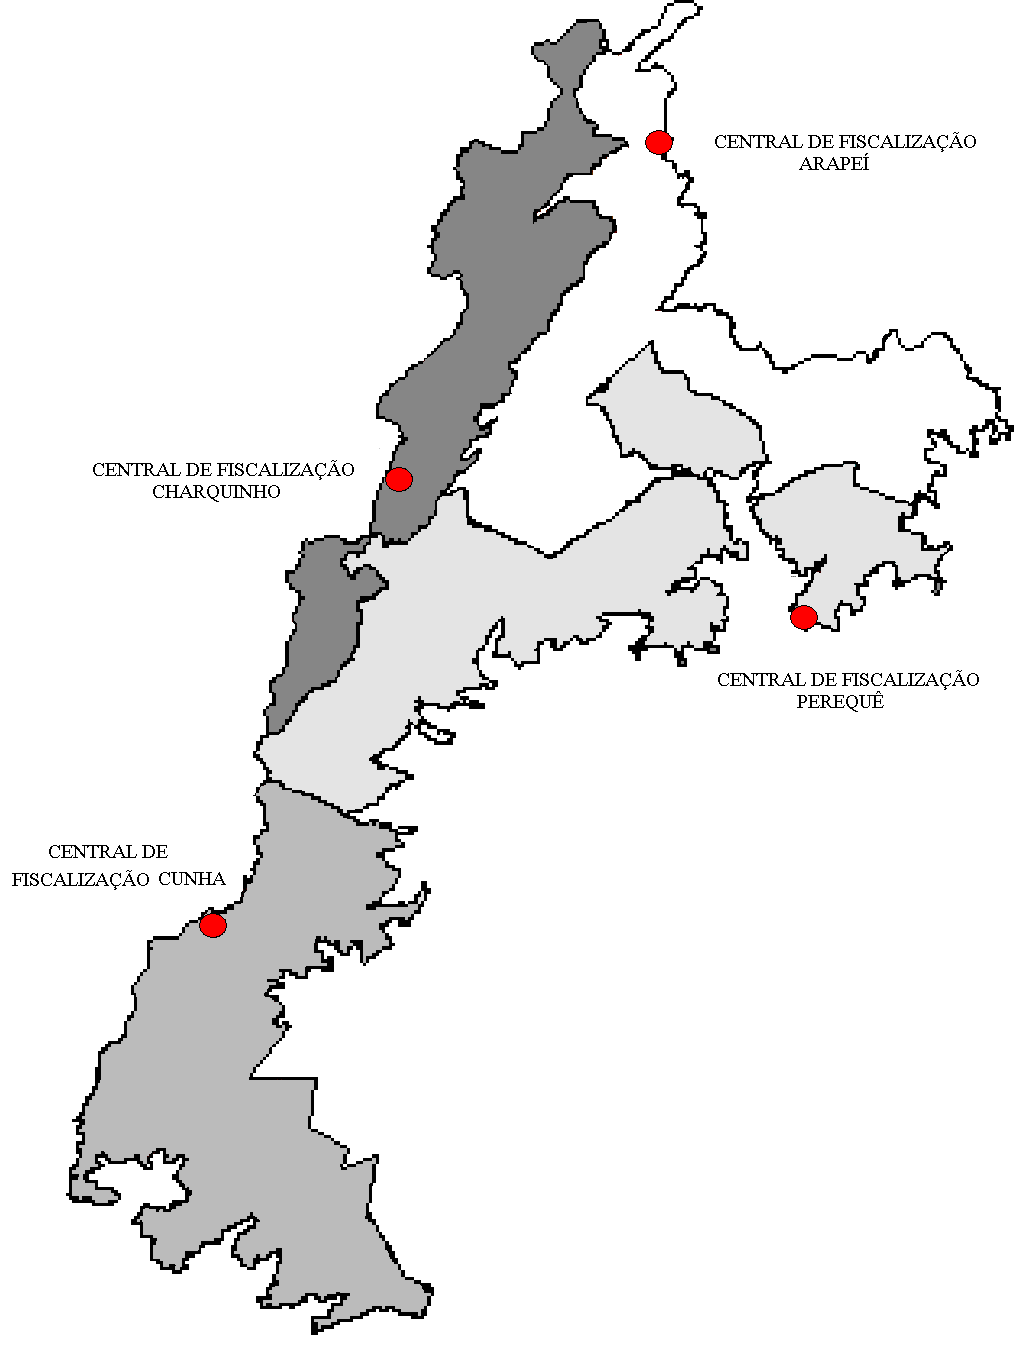 CENTRAL DE FISCALIZAÇÃO
ARAPEÍ
CENTRAL DE FISCALIZAÇÃO
CHARQUINHO
CENTRAL DE FISCALIZAÇÃO
PEREQUÊ
CENTRAL DE
FISCALIZAÇÃO CUNHA